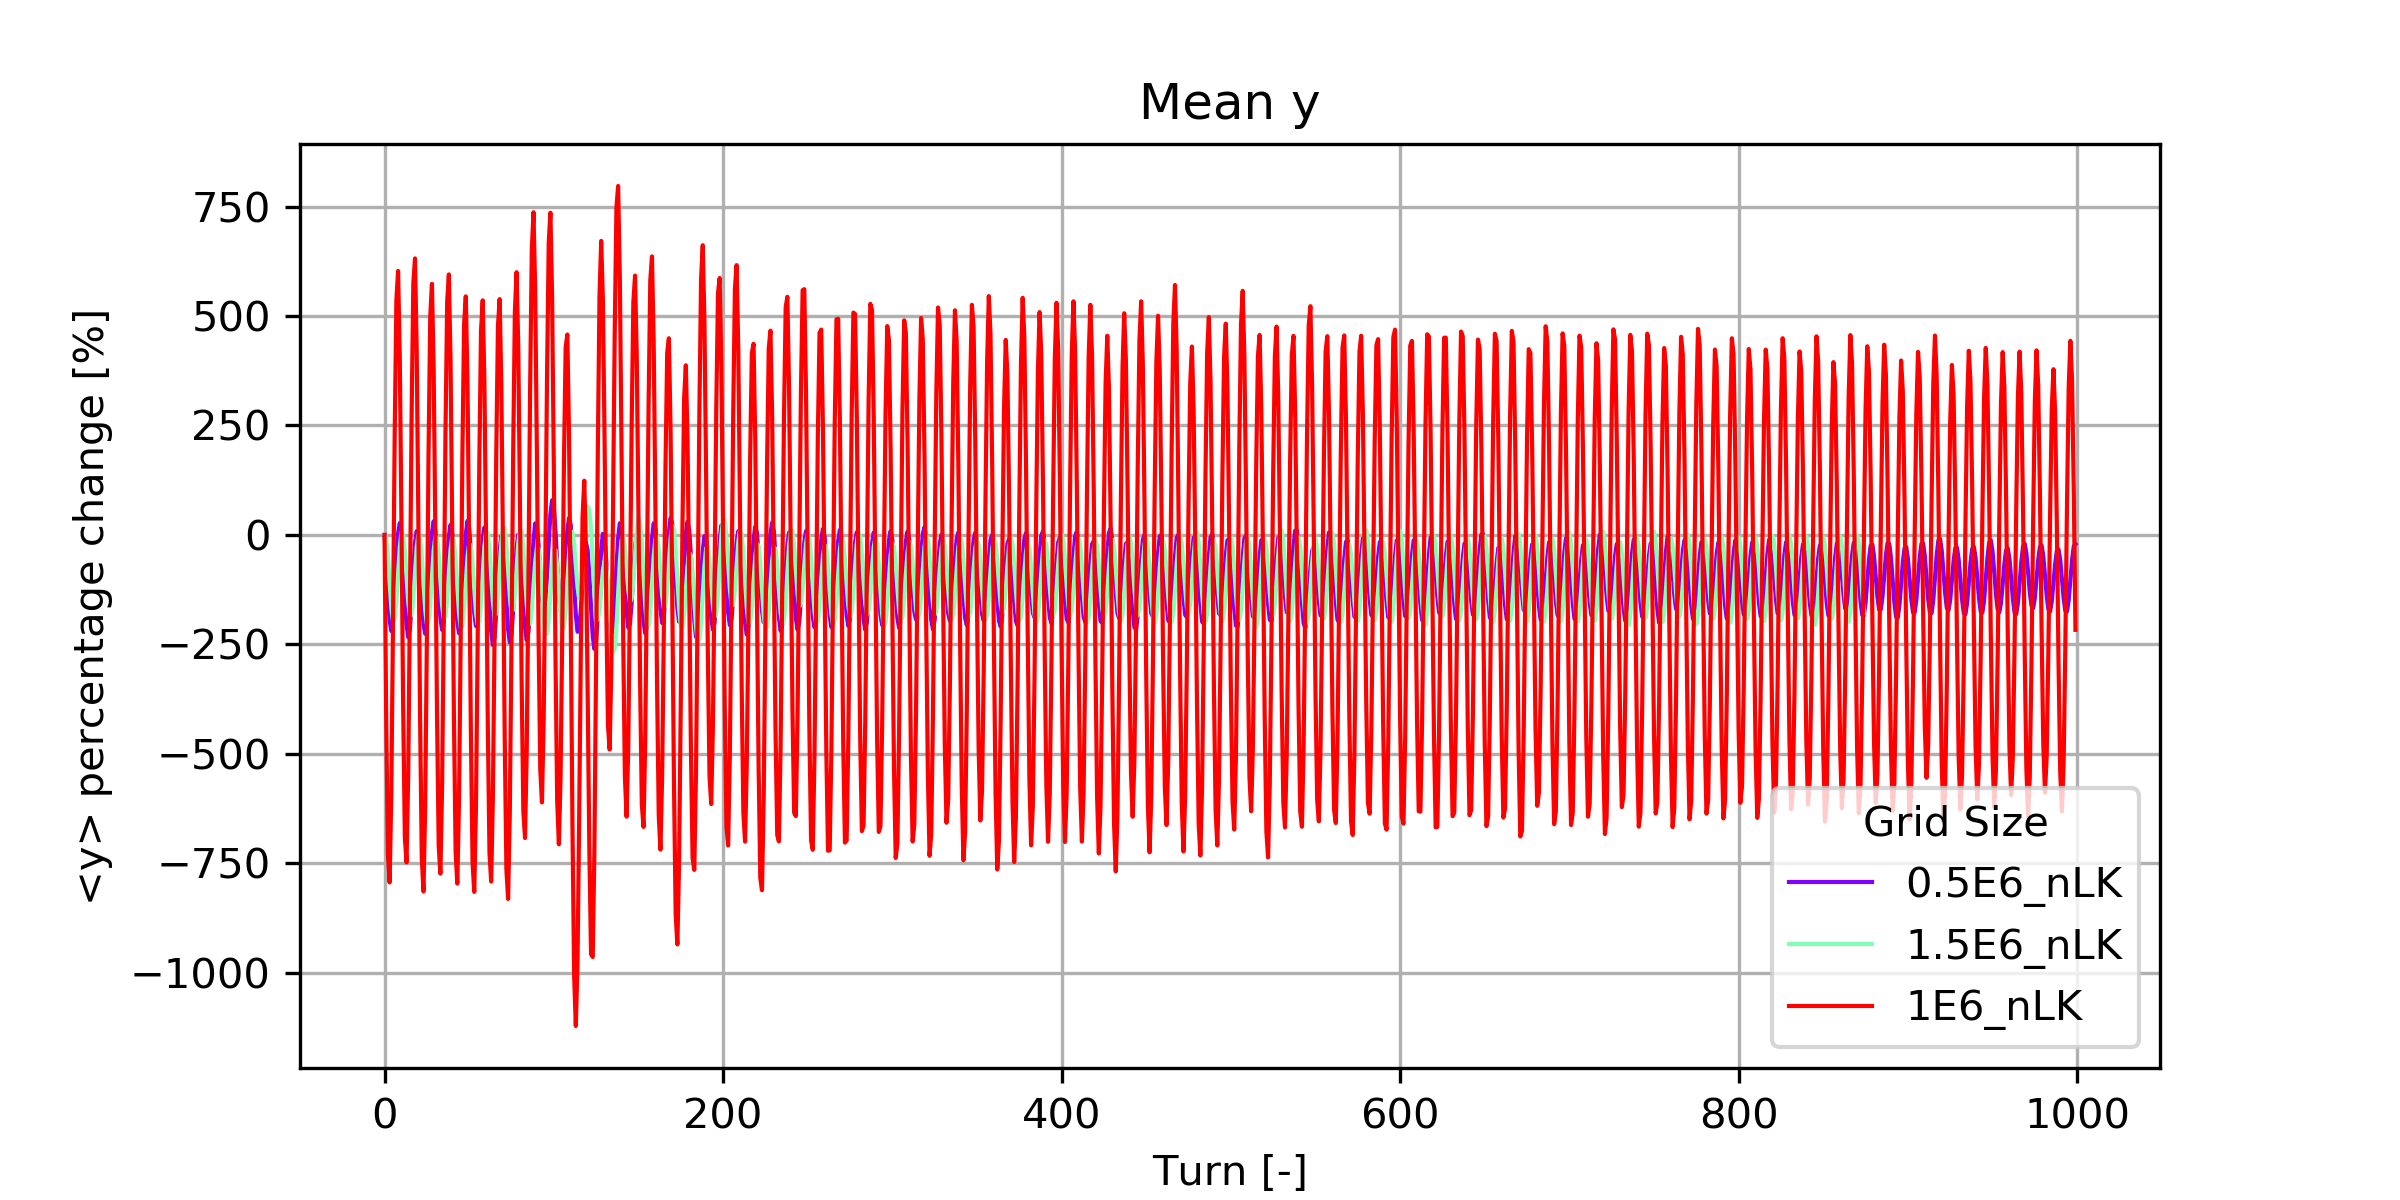 Mean y
<y> percentage change [%]
750
500
250
0
−250
−500
−750
−1000
0 200 400 600 800 1000
Turn [-]
Grid Size
0.5E6_nLK
1.5E6_nLK
1E6_nLK